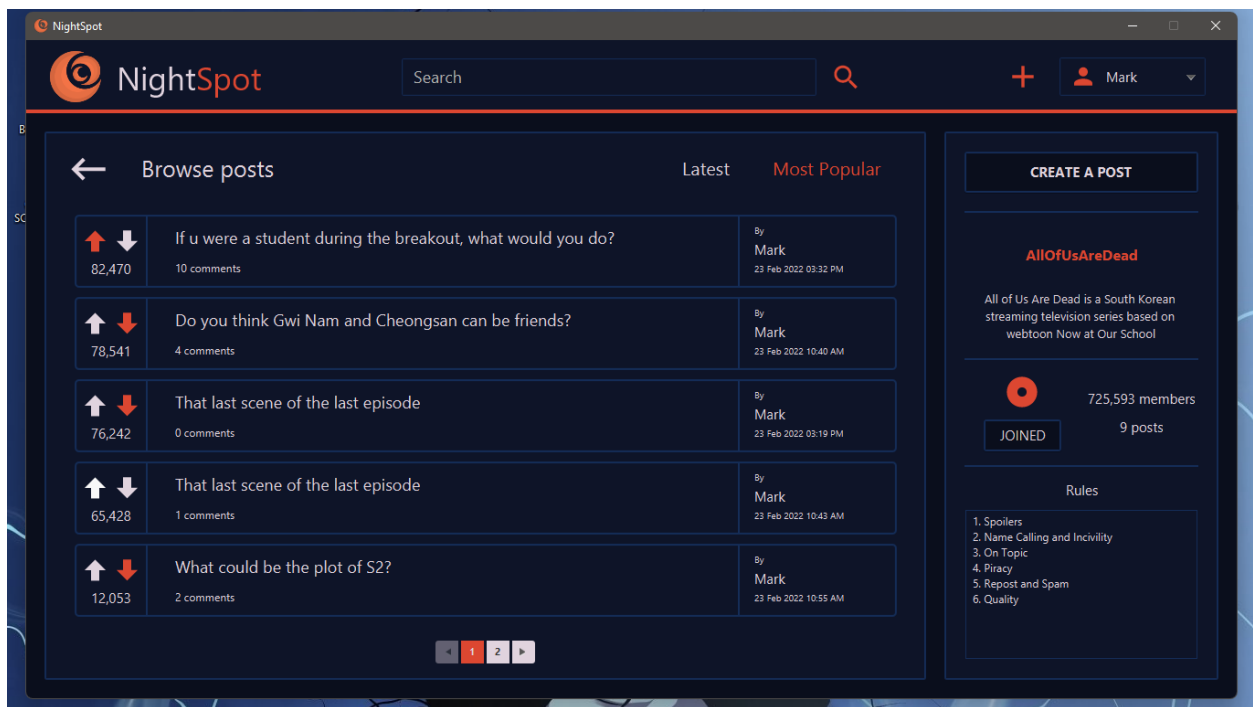 NightSpot
NightSpot
Search
Mark
B
SC
Browse posts
Latest
Most Popular
If u were a student during the breakout, what would you do?
10 comments
82,470
By
Mark
23 Feb 2022 03:32 PM
Do you think Gwi Nam and Cheongsan can be friends?
4 comments
78,541
By
Mark
23 Feb 2022 10:40 AM
That last scene of the last episode
0 comments
76,242
By
Mark
23 Feb 2022 03:19 PM
That last scene of the last episode
1 comments
65,428
By
Mark
23 Feb 2022 10:43 AM
What could be the plot of S2?
2 comments
12,053
By
Mark
23 Feb 2022 10:55 AM
1
2
CREATE A POST
AllOfUsAreDead
All of Us Are Dead is a South Korean
streaming television series based on
webtoon Now at Our School
725,593 members
9 posts
JOINED
Rules
1. Spoilers
2. Name Calling and Incivility
3. On Topic
4. Piracy
5. Repost and Spam
6. Quality